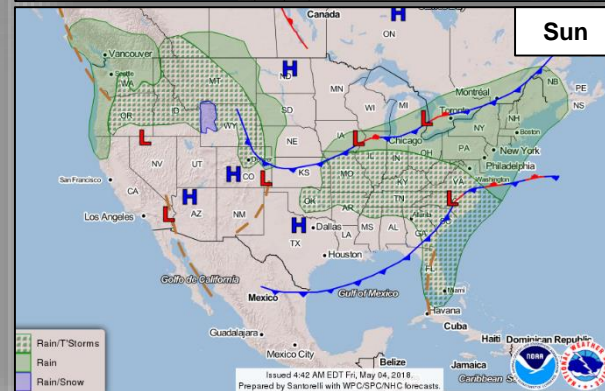 Sun
Canada
ON
H
Vancouver
Seattle
WA
MT
H
ND
MN
Montréal
NB
PE
NS
OR
ID
SD
WI
MI
Toronto
L
NH
WY
IA
L
Chicago
NY
Boston
L
NE
PA
New York
NV
UT
H
CO
L
KS
MO
IL
IN
OH
Philadelphia
Washington
San Francisco
CA
KY
VA
H
AZ
NM
OK
AR
TN
L
Los Angeles
L
H
Dallas
MS
AL
Atlanta
GA
SC
TX
LA
Houston
FL
Golfo de California
Mexico
Gulf of Mexico
Miami
Havana
Guadalajara
Cuba
Mexico City
Haiti
Dominican Republic
Belize
Jamaica
Caribbean
Rain/T'Storms
Rain
Rain/Snow
Issued 4:42 AM EDT Fri, May 04, 2018.
Prepared by Santorelli with WPC/SPC/NHC forecasts.
NOAA